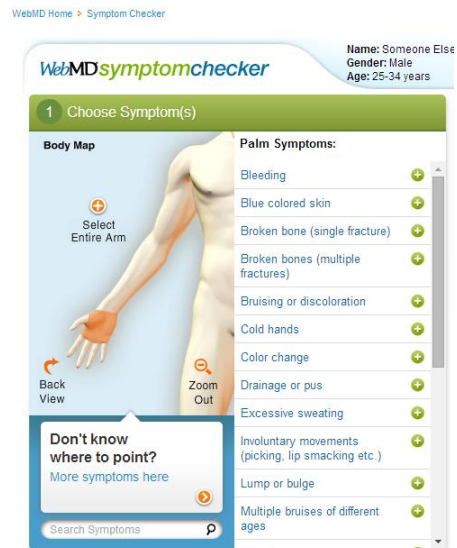 WebMD Home > Symptom Checker
WebMD symptomchecker
Name: Someone Else
Gender: Male
Age: 25-34 years
1 Choose Symptom(s)
Body Map
Select
Entire Arm
Back
View
Zoom
Out
Don't know
where to point?
More symptoms here
Search Symptoms
Palm Symptoms:
Bleeding
Blue colored skin
Broken bone (single fracture)
Broken bones (multiple
fractures)
Bruising or discoloration
Cold hands
Color change
Drainage or pus
Excessive sweating
Involuntary movements
(picking, lip smacking etc.)
Lump or bulge
Multiple bruises of different
ages